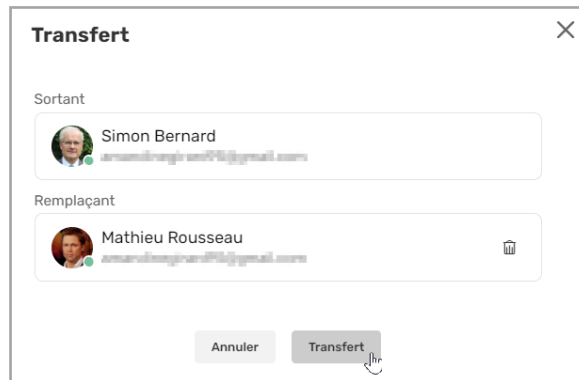 Transfert
Sortant
Simon Bernard
Remplaçant
Mathieu Rousseau
Annuler
Transfert